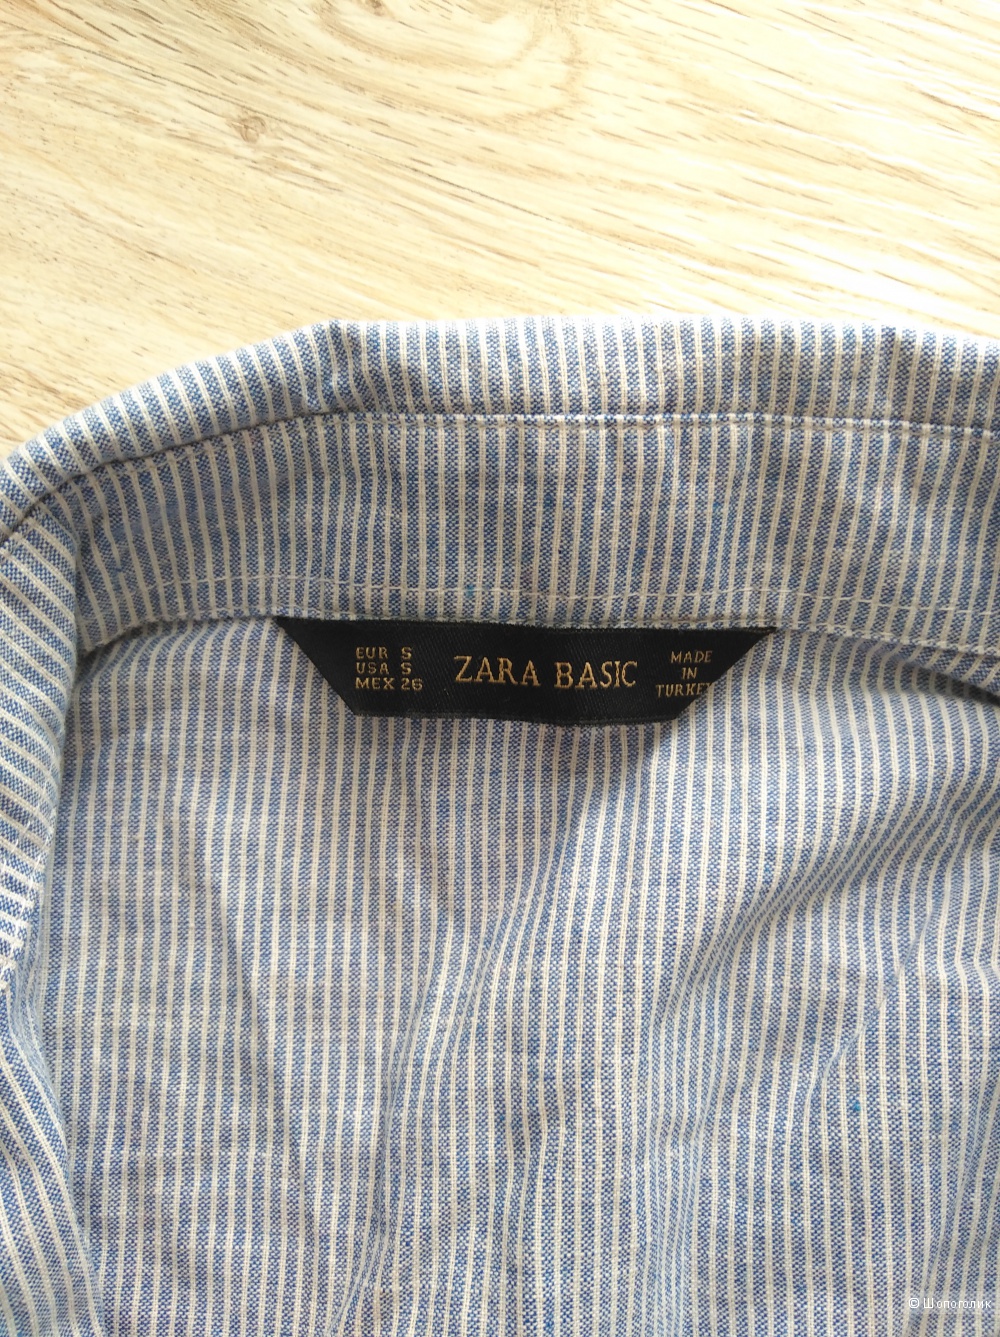 EUR S
USA S
MEX 26
ZARA BASIC
MADE
IN
TURKEY
© Шопоголик